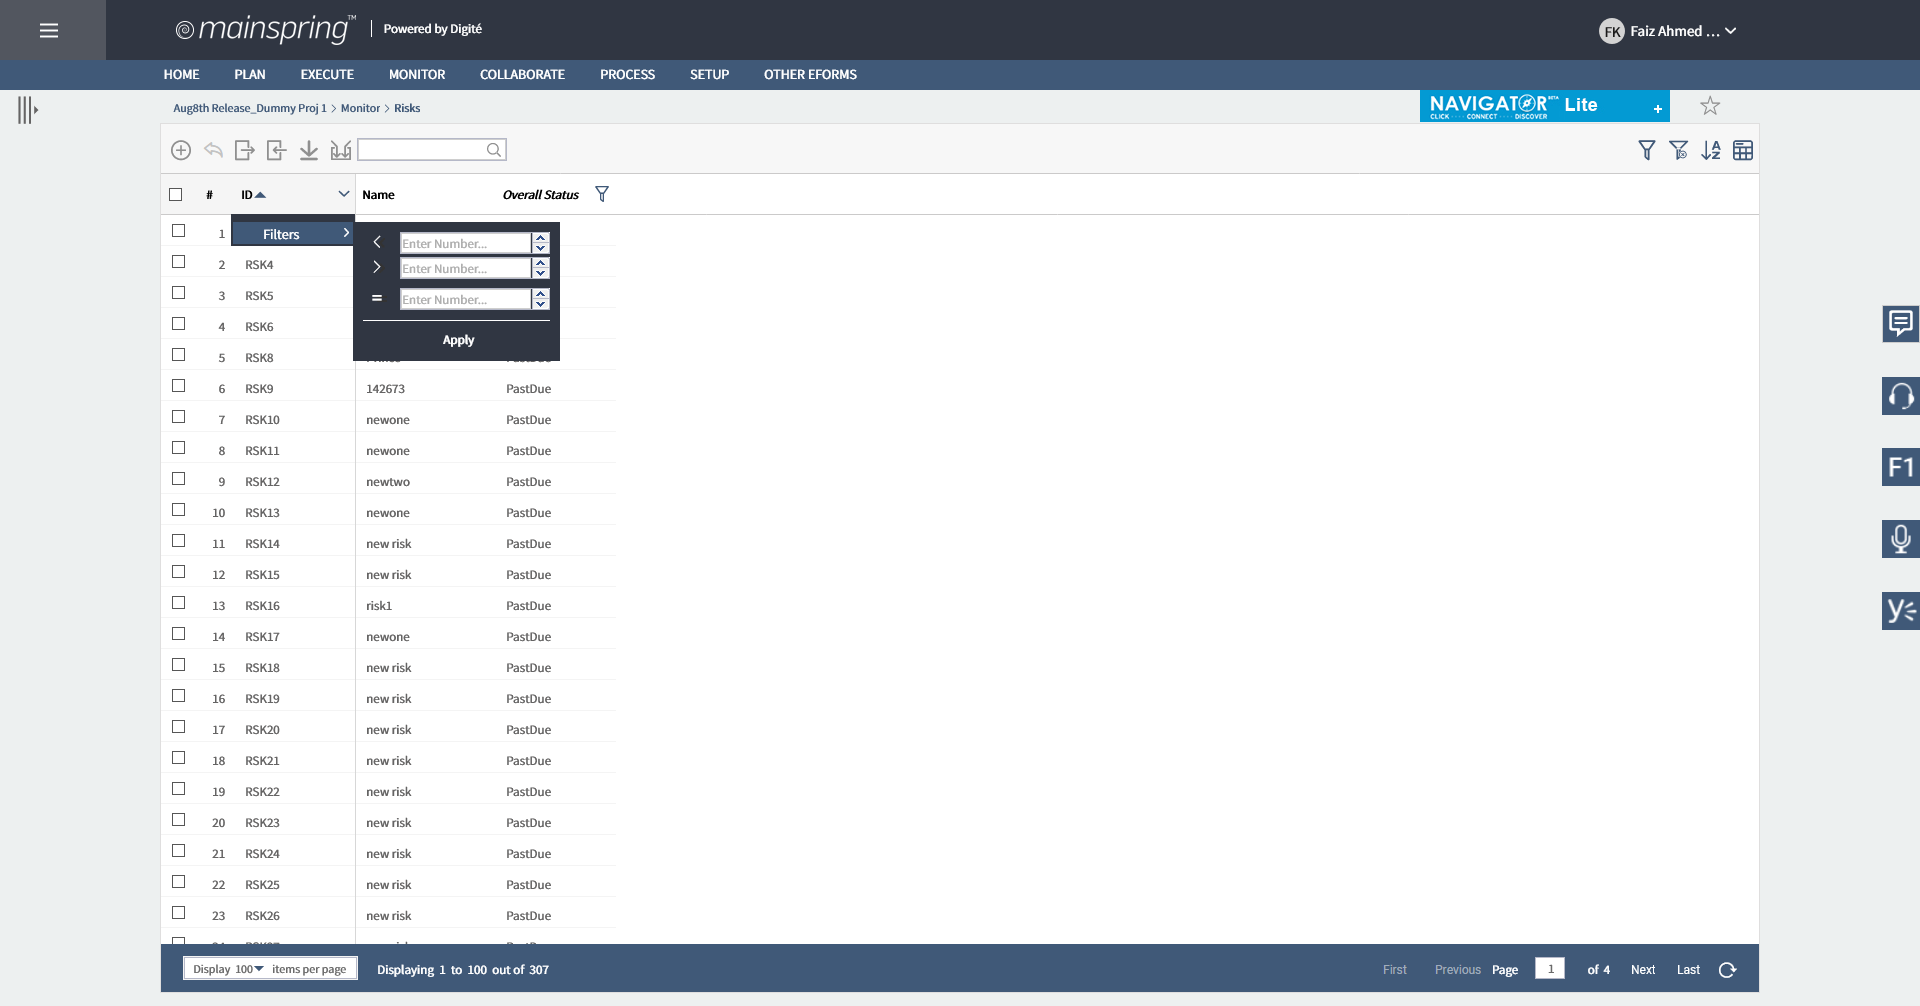 mainspring™ Powered by Digité
FK Faiz Ahmed ...
HOME PLAN EXECUTE MONITOR COLLABORATE PROCESS SETUP OTHER EFORMS
Aug8th Release_Dummy Proj 1 > Monitor > Risks
NAVIGATOR BETA Lite +
CLICK ···· CONNECT ···· DISCOVER
# ID Name Overall Status
1 Filters >
< Enter Number...
> Enter Number...
= Enter Number...
Apply
2 RSK4
3 RSK5
4 RSK6
5 RSK8
6 RSK9 142673 PastDue
7 RSK10 newone PastDue
8 RSK11 newone PastDue
9 RSK12 newtwo PastDue
10 RSK13 newone PastDue
11 RSK14 new risk PastDue
12 RSK15 new risk PastDue
13 RSK16 risk1 PastDue
14 RSK17 newone PastDue
15 RSK18 new risk PastDue
16 RSK19 new risk PastDue
17 RSK20 new risk PastDue
18 RSK21 new risk PastDue
19 RSK22 new risk PastDue
20 RSK23 new risk PastDue
21 RSK24 new risk PastDue
22 RSK25 new risk PastDue
23 RSK26 new risk PastDue
F1
Display 100 items per page Displaying 1 to 100 out of 307 First Previous Page 1 of 4 Next Last